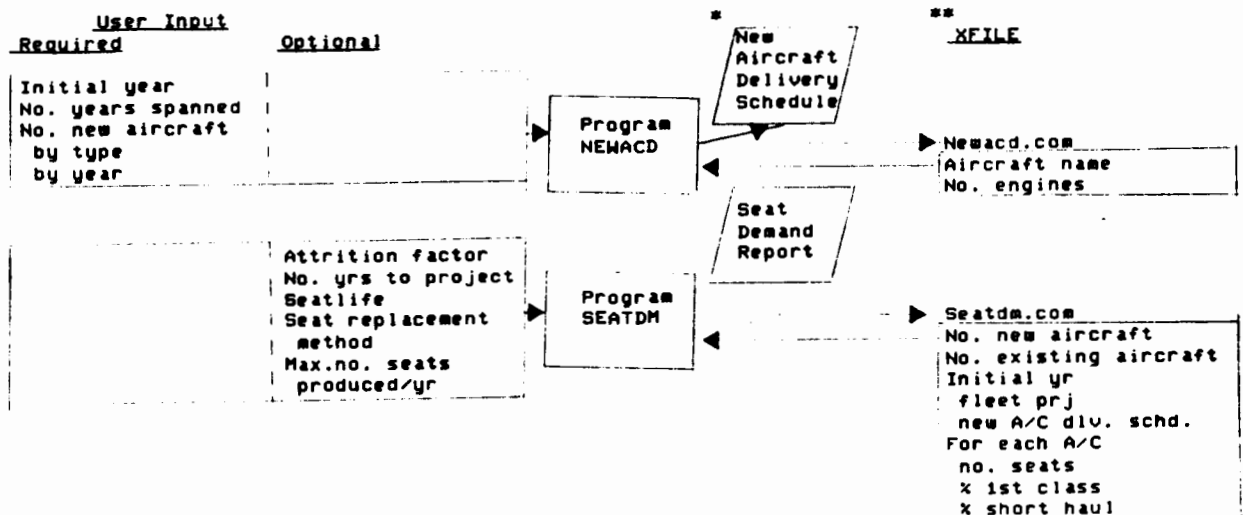 User Input
Required
Optional
*
**
XFILE
Initial year
No. years spanned
No. new aircraft
by type
by year
Program
NEWACD
New
Aircraft
Delivery
Schedule
Newacd.com
Aircraft name
No. engines
Attrition factor
No. yrs to project
Seatlife
Seat replacement
method
Max.no. seats
produced/yr
Program
SEATDM
Seat
Demand
Report
Seatdm.com
No. new aircraft
No. existing aircraft
Initial yr
fleet prj
new A/C dlv. schd.
For each A/C
no. seats
% 1st class
% short haul